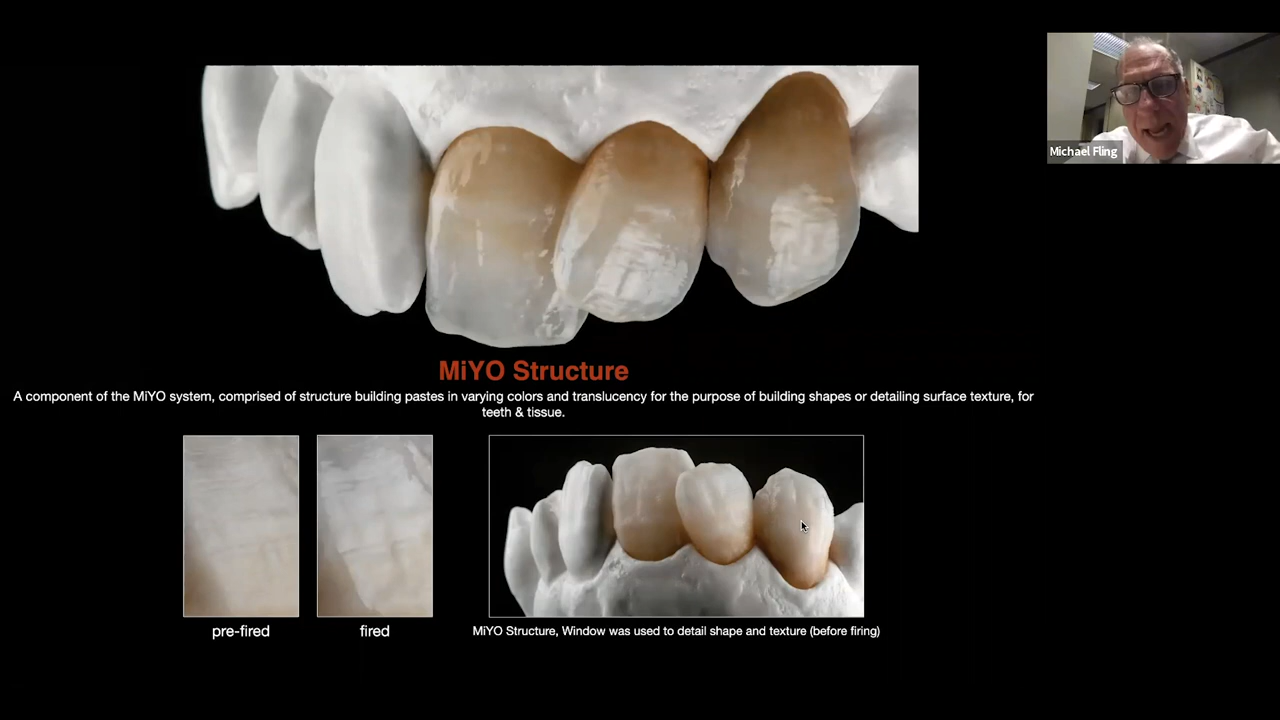 Michael Fling
MiYO Structure
A component of the MiYO system, comprised of structure building pastes in varying colors and translucency for the purpose of building shapes or detailing surface texture, for
teeth & tissue.
pre-fired
fired
MiYO Structure, Window was used to detail shape and texture (before firing)